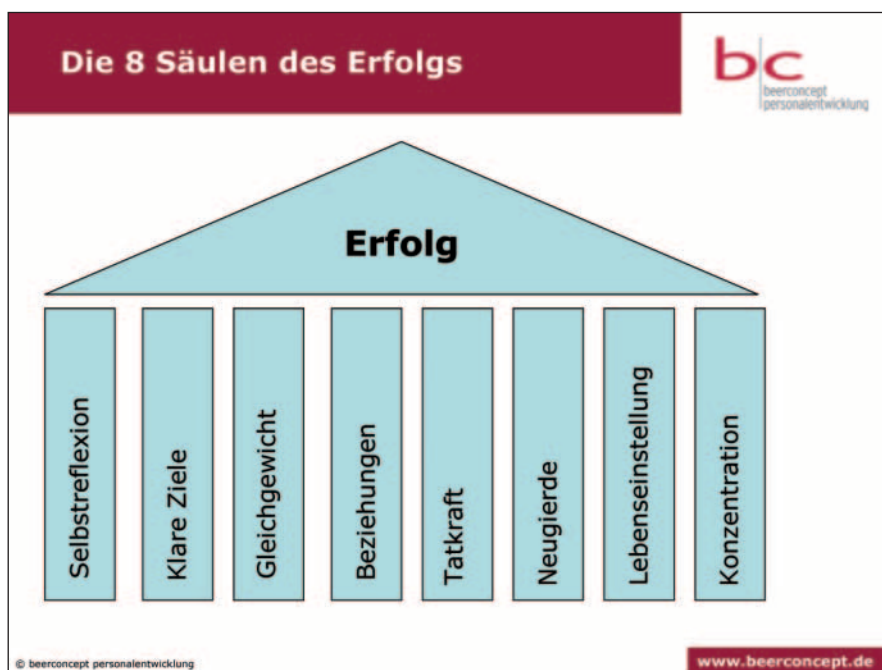 Die 8 Säulen des Erfolgs
b|c
beerconcept
personalentwicklung
Erfolg
Selbstreflexion
Klare Ziele
Gleichgewicht
Beziehungen
Tatkraft
Neugierde
Lebenseinstellung
Konzentration
© beerconcept personalentwicklung
www.beerconcept.de